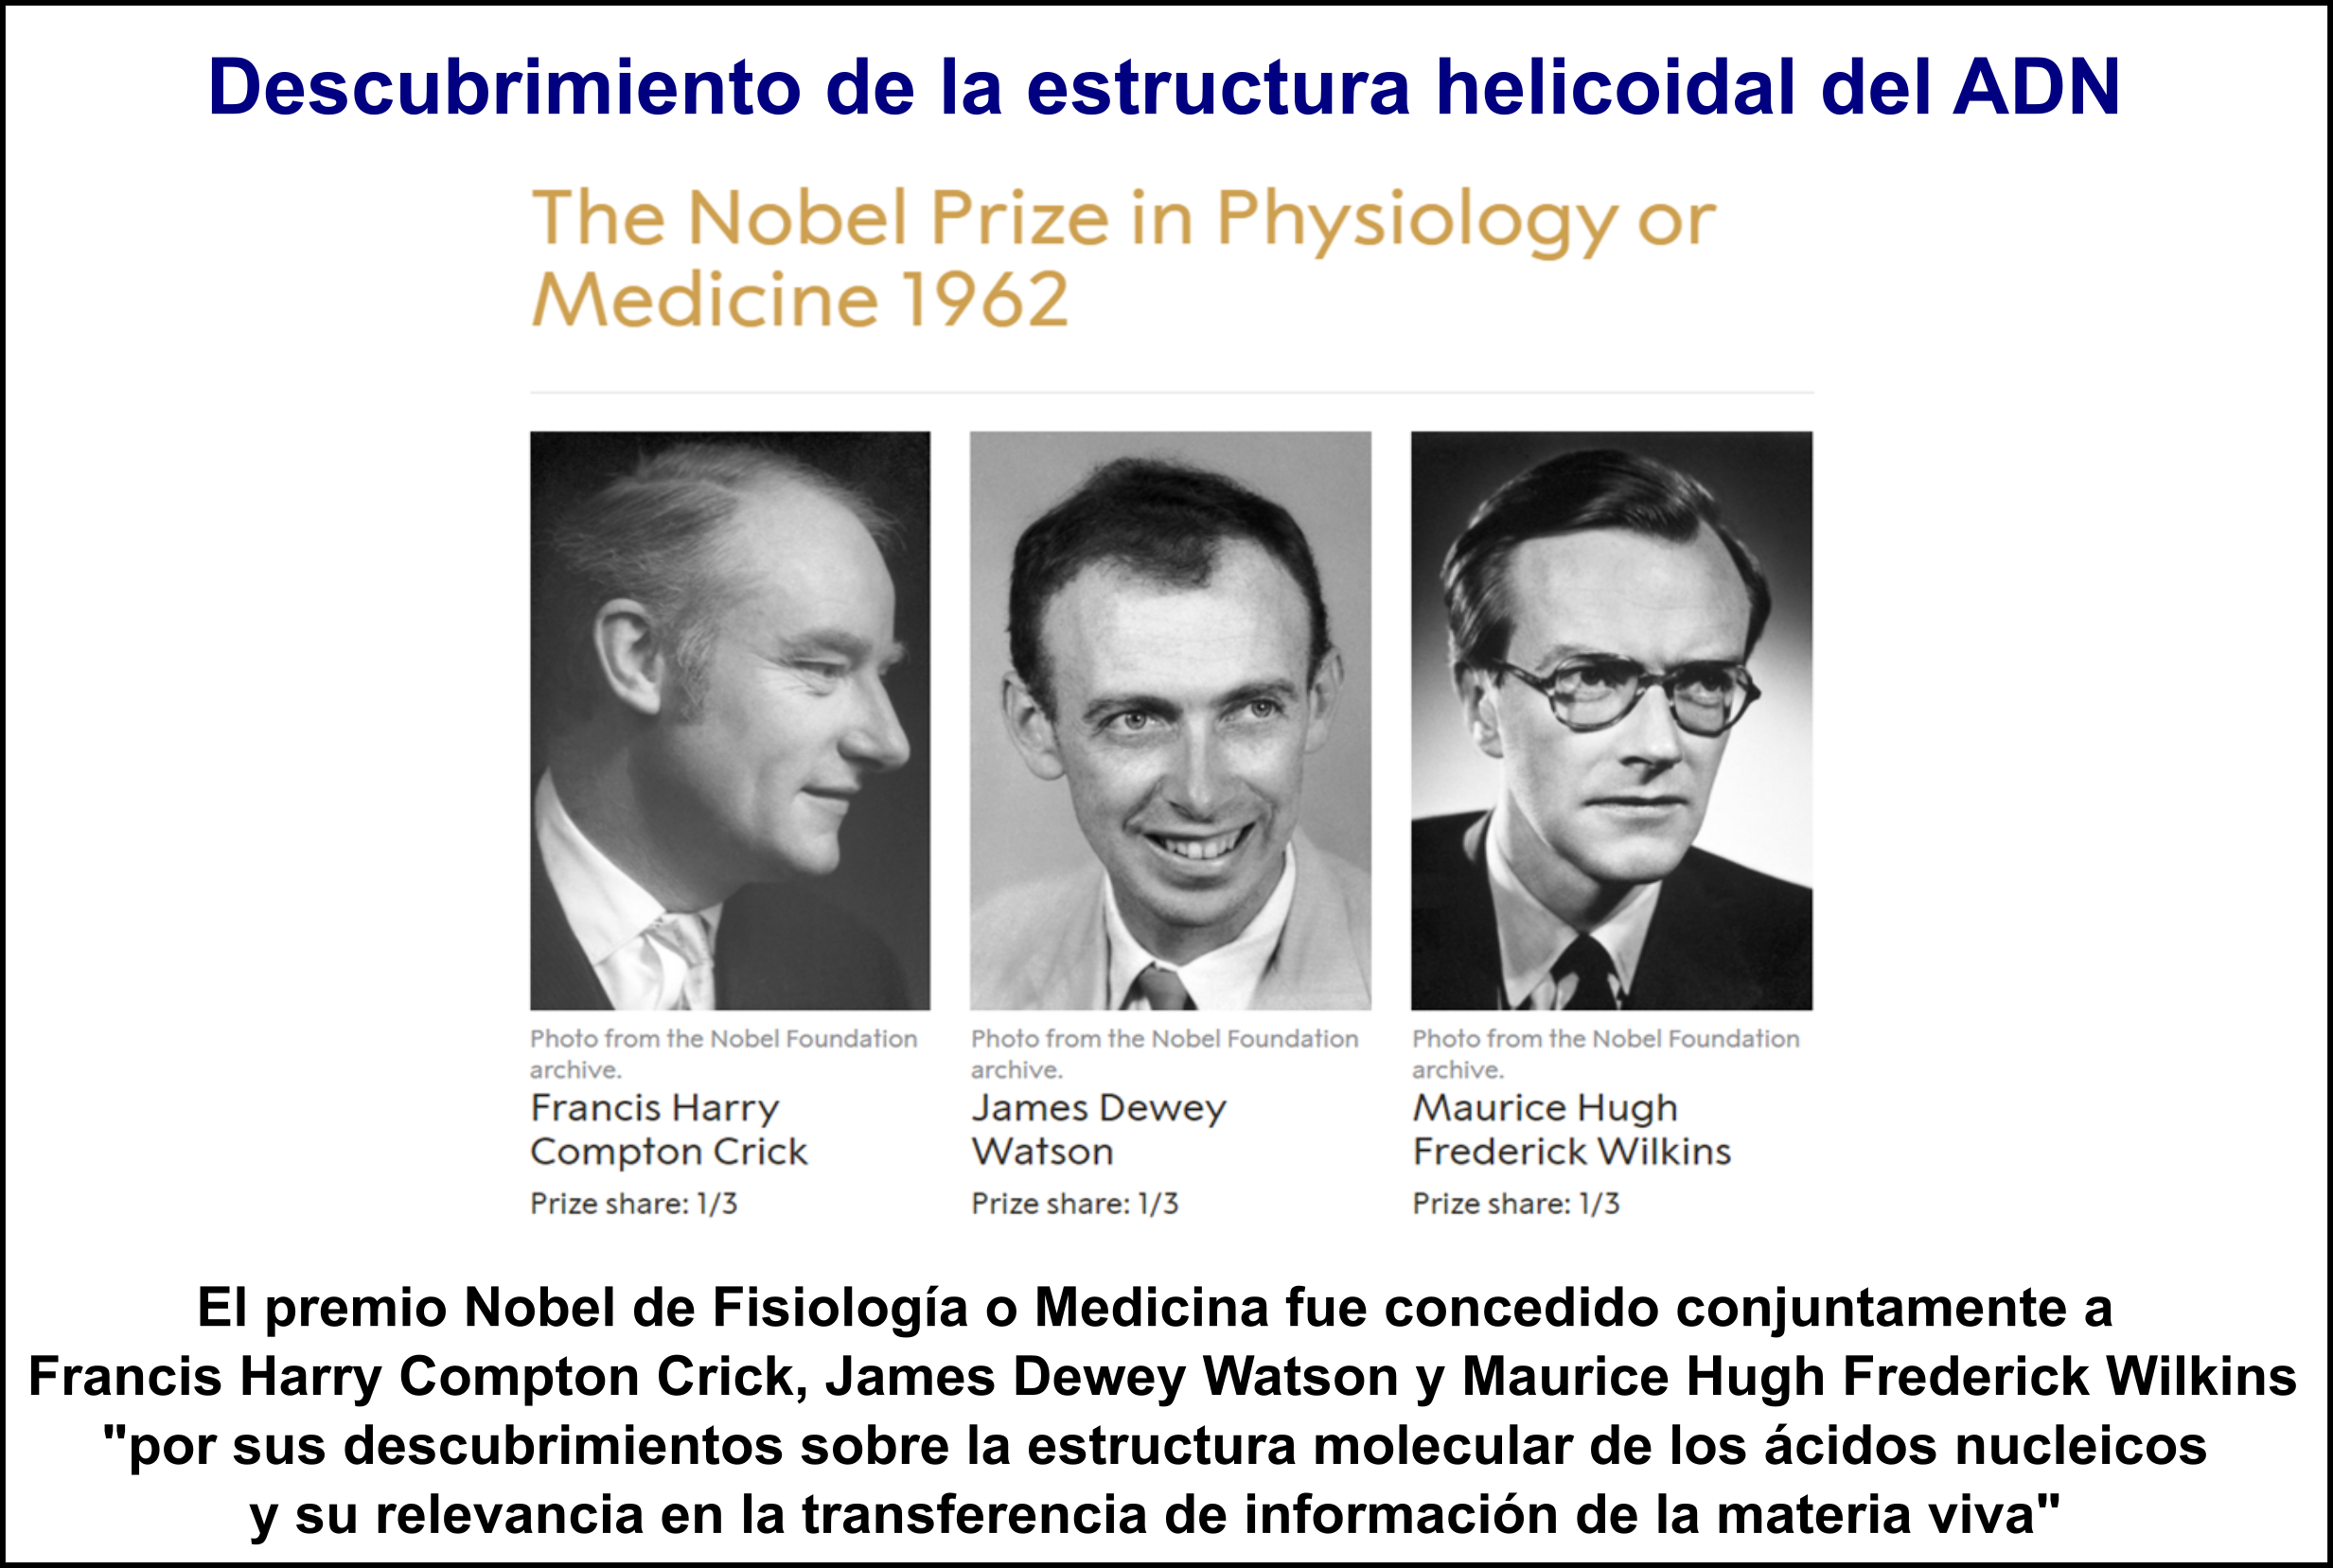 Descubrimiento de la estructura helicoidal del ADN
The Nobel Prize in Physiology or
Medicine 1962
Photo from the Nobel Foundation
archive.
Francis Harry
Compton Crick
Prize share: 1/3
Photo from the Nobel Foundation
archive.
James Dewey
Watson
Prize share: 1/3
Photo from the Nobel Foundation
archive.
Maurice Hugh
Frederick Wilkins
Prize share: 1/3
El premio Nobel de Fisiología o Medicina fue concedido conjuntamente a
Francis Harry Compton Crick, James Dewey Watson y Maurice Hugh Frederick Wilkins
"por sus descubrimientos sobre la estructura molecular de los ácidos nucleicos
y su relevancia en la transferencia de información de la materia viva"